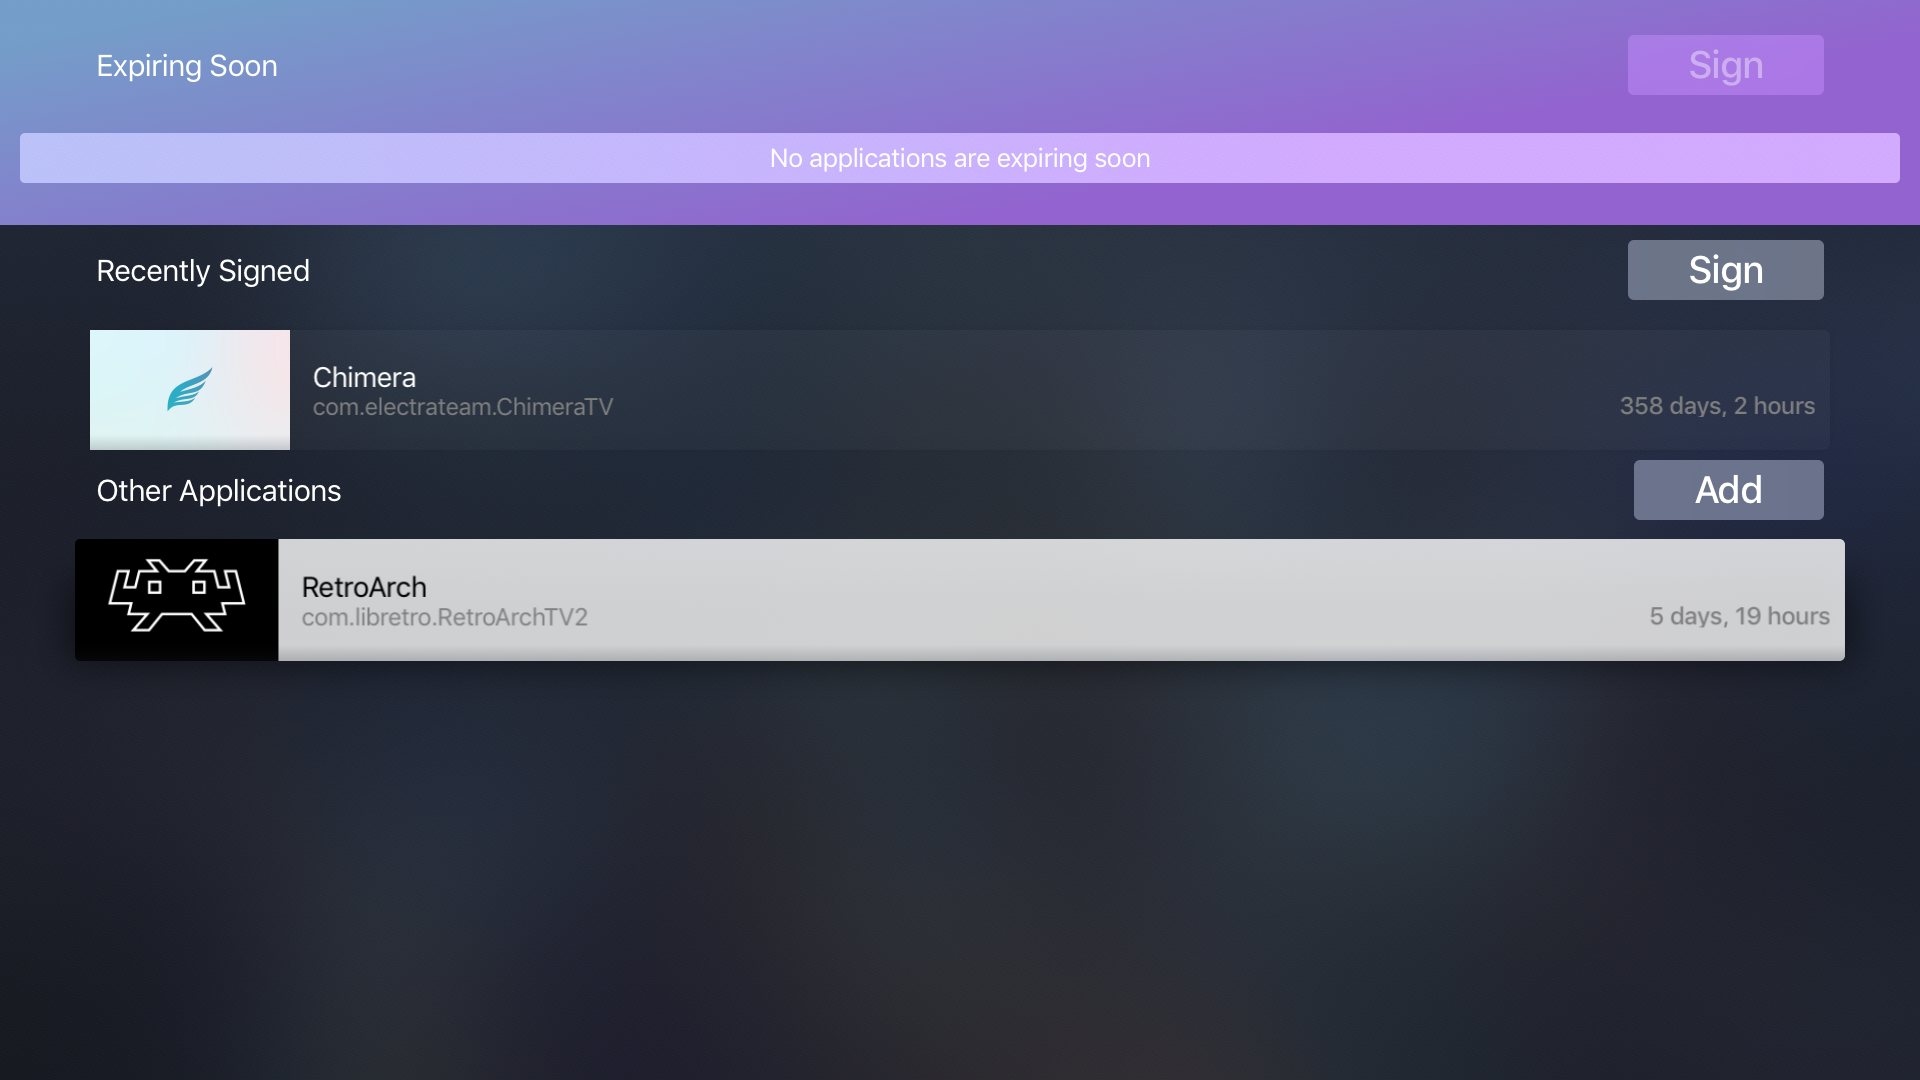 Expiring Soon
Sign
No applications are expiring soon
Recently Signed
Sign
Chimera
com.electrateam.ChimeraTV
358 days, 2 hours
Other Applications
Add
RetroArch
com.libretro.RetroArchTV2
5 days, 19 hours